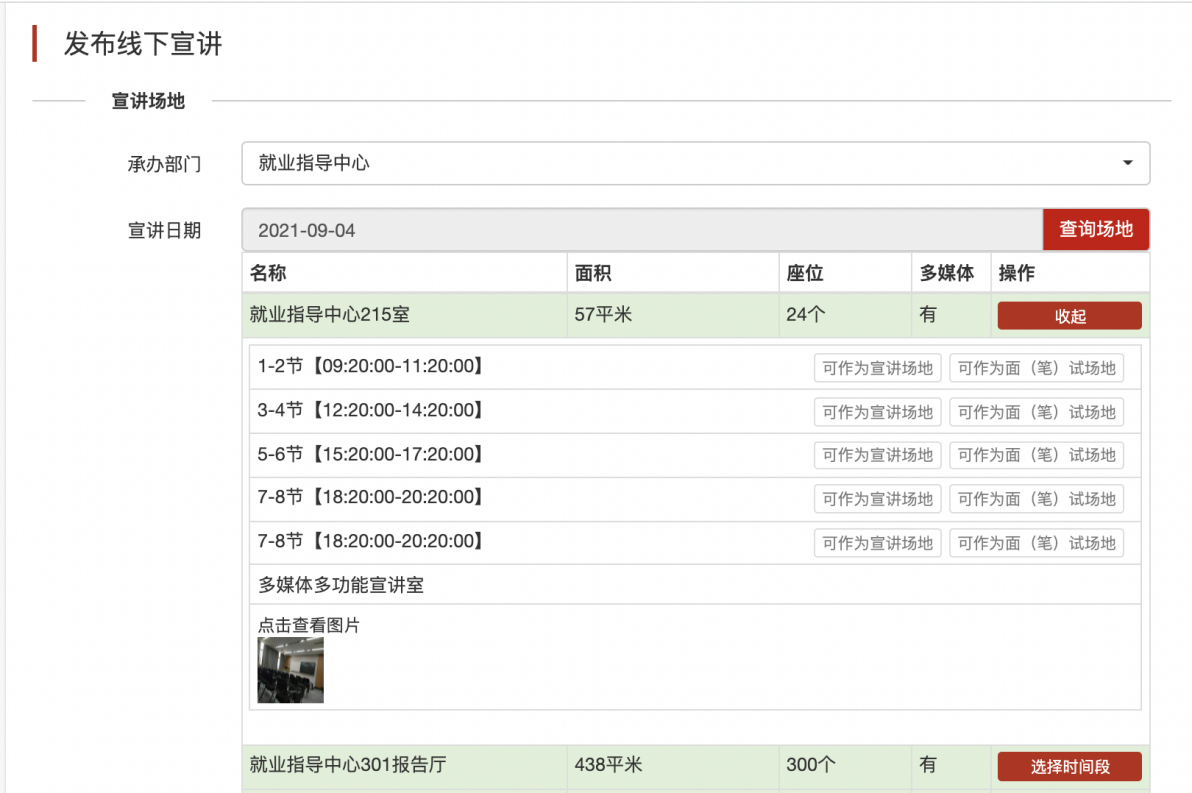 发布线下宣讲
宣讲场地
承办部门 就业指导中心
宣讲日期 2021-09-04 查询场地
名称 面积 座位 多媒体 操作
就业指导中心215室 57平米 24个 有 收起
1-2节【09:20:00-11:20:00】 可作为宣讲场地 可作为面（笔）试场地
3-4节【12:20:00-14:20:00】 可作为宣讲场地 可作为面（笔）试场地
5-6节【15:20:00-17:20:00】 可作为宣讲场地 可作为面（笔）试场地
7-8节【18:20:00-20:20:00】 可作为宣讲场地 可作为面（笔）试场地
7-8节【18:20:00-20:20:00】 可作为宣讲场地 可作为面（笔）试场地
多媒体多功能宣讲室
点击查看图片
就业指导中心301报告厅 438平米 300个 有 选择时间段